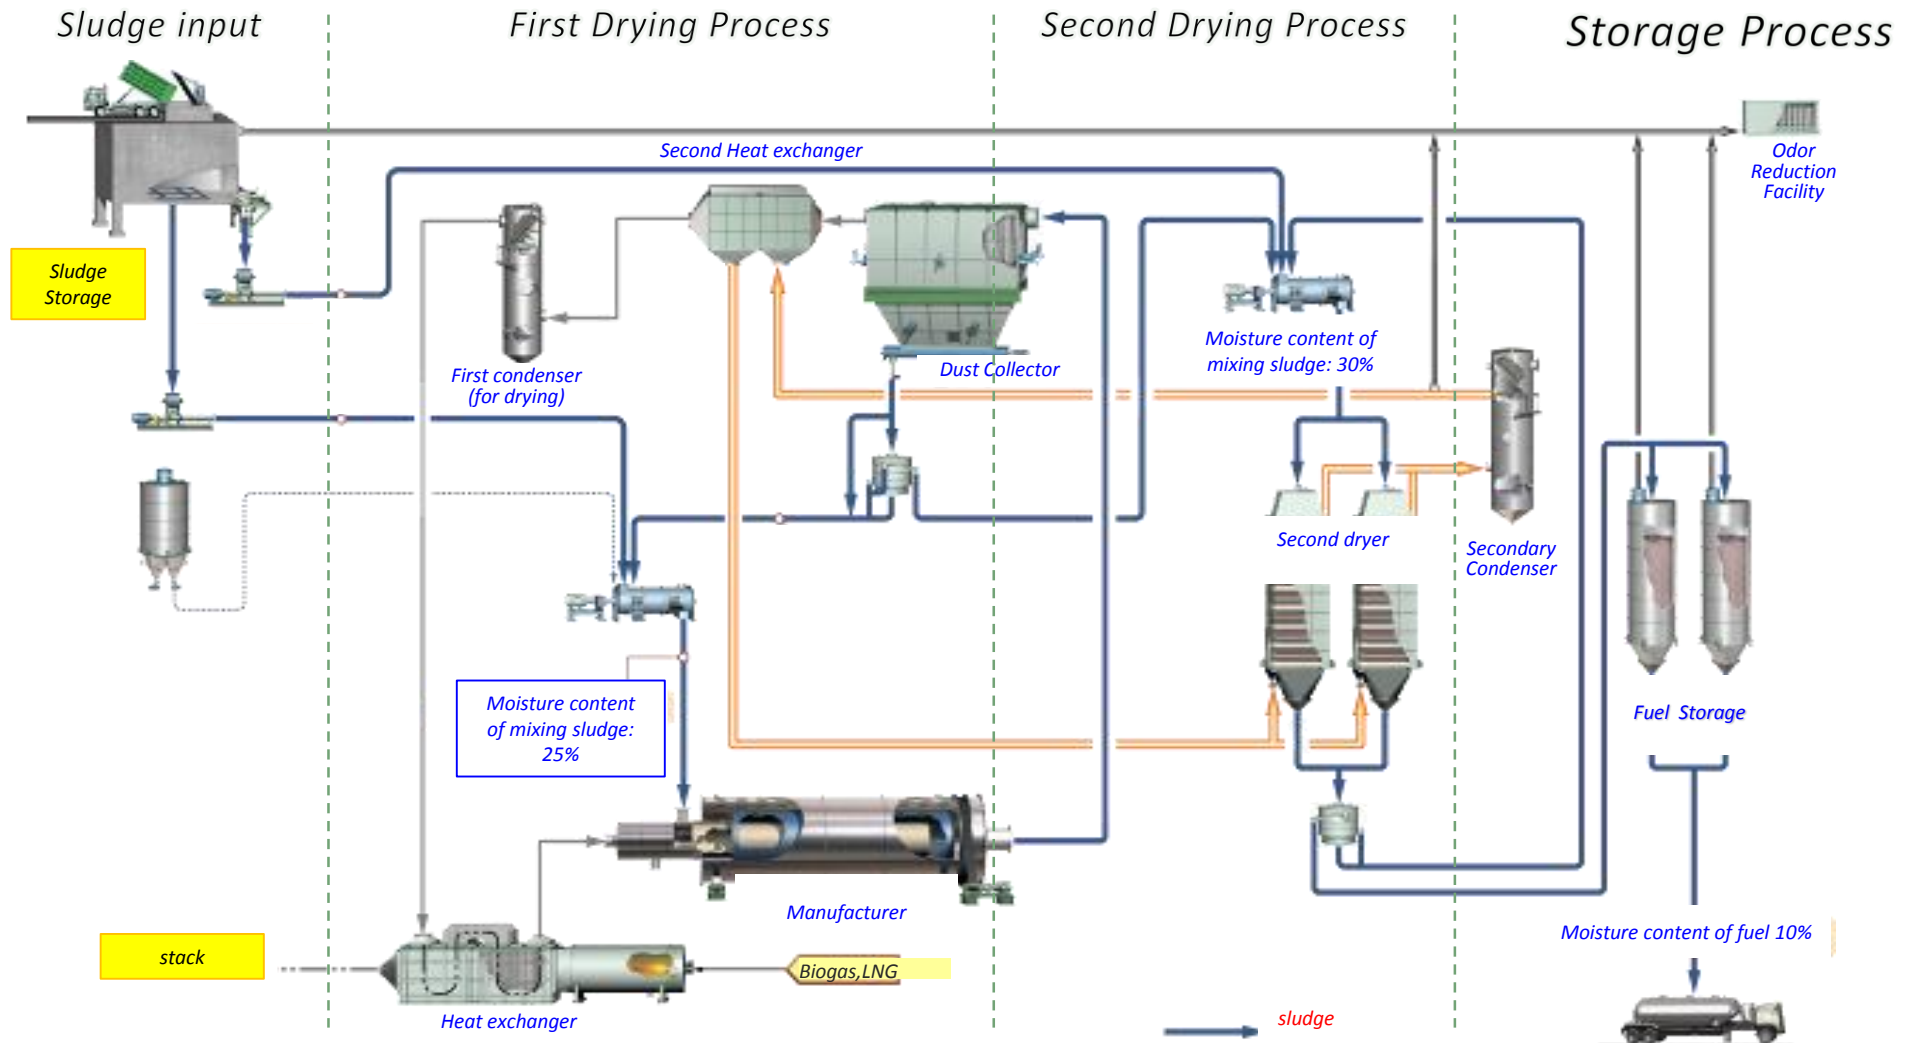 Sludge input
First Drying Process
Second Drying Process
Storage Process
Second Heat exchanger
Odor
Reduction
Facility
Sludge
Storage
Moisture content of
mixing sludge: 30%
First condenser
(for drying)
Dust Collector
Second dryer
Secondary
Condenser
Moisture content
of mixing sludge:
25%
Fuel Storage
Manufacturer
Moisture content of fuel 10%
stack
Biogas,LNG
Heat exchanger
sludge